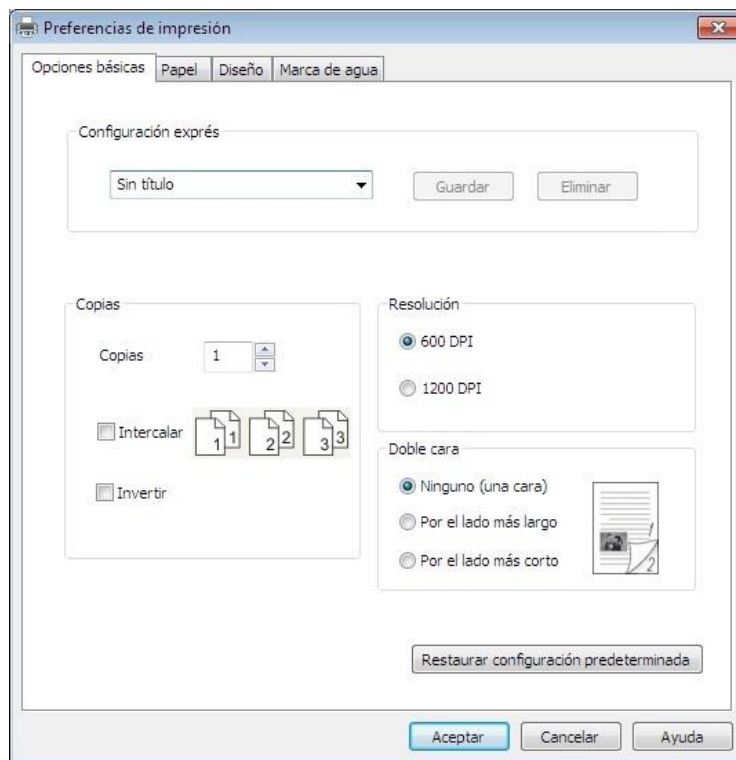 Preferencias de impresión
Opciones básicas Papel Diseño Marca de agua
Configuración exprés
Sin título Guardar Eliminar
Copias
Copias 1
Intercalar 1 1 2 2 3 3
Invertir
Resolución
600 DPI
1200 DPI
Doble cara
Ninguno (una cara)
Por el lado más largo
Por el lado más corto
1
2
Restaurar configuración predeterminada
Aceptar Cancelar Ayuda